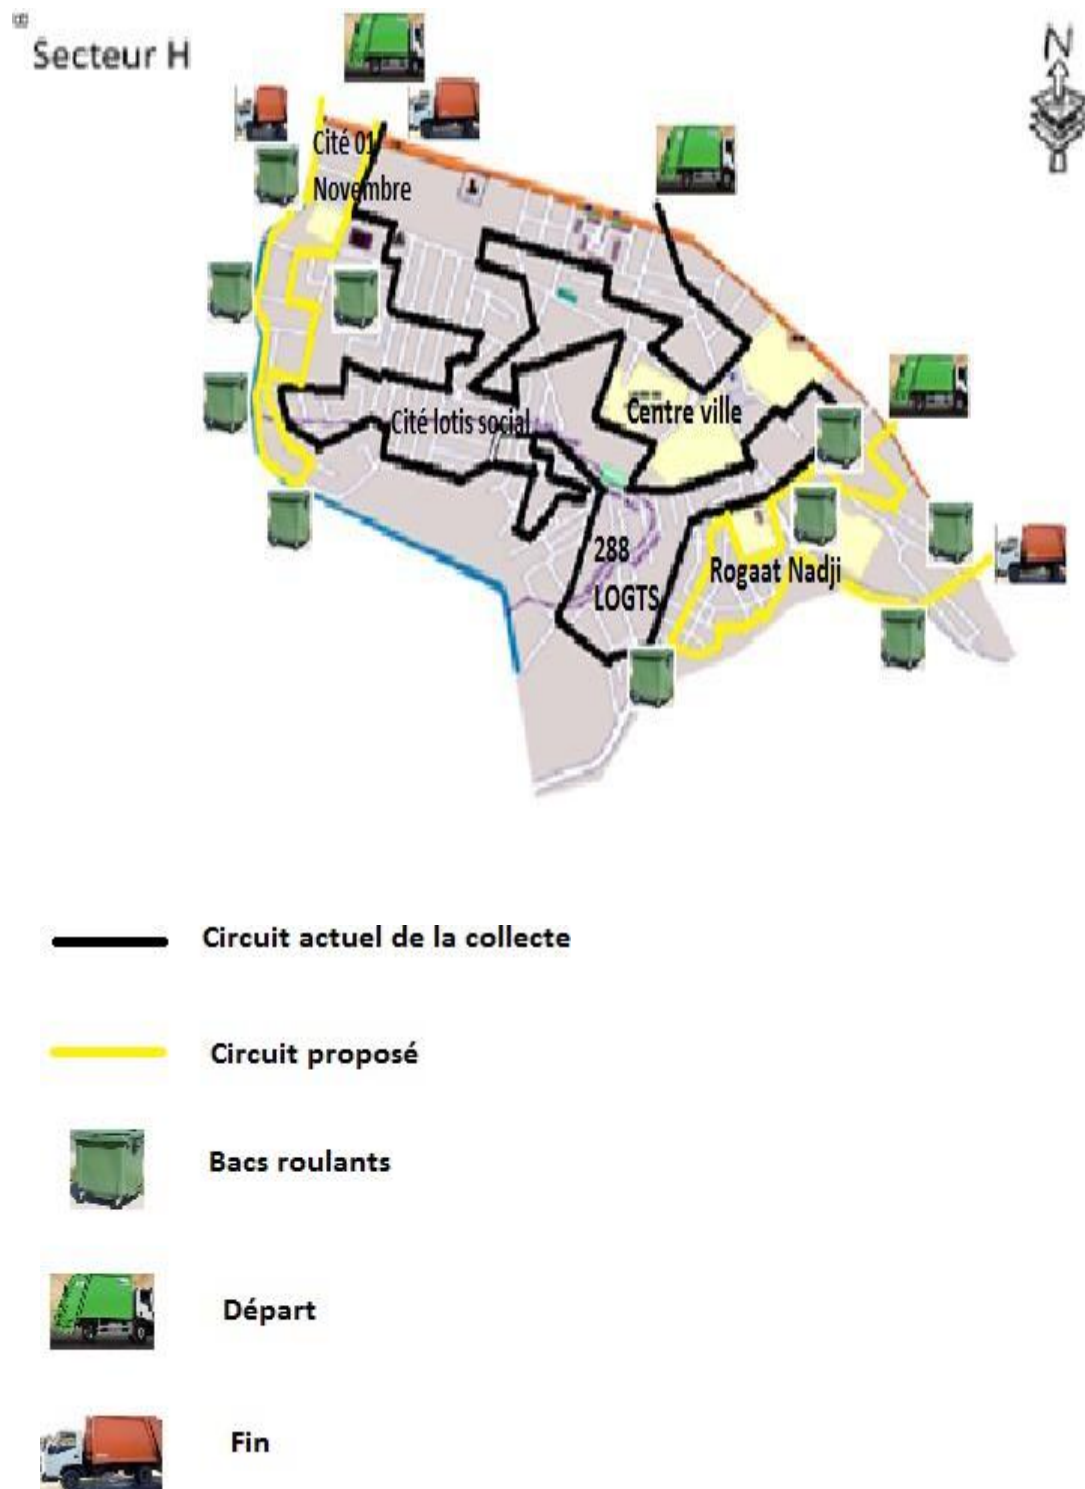 Secteur H
N
Cité 01
Novembre
Centre ville
Cité lotis social
288
LOGTS
Rogaat Nadji
Circuit actuel de la collecte
Circuit proposé
Bacs roulants
Départ
Fin